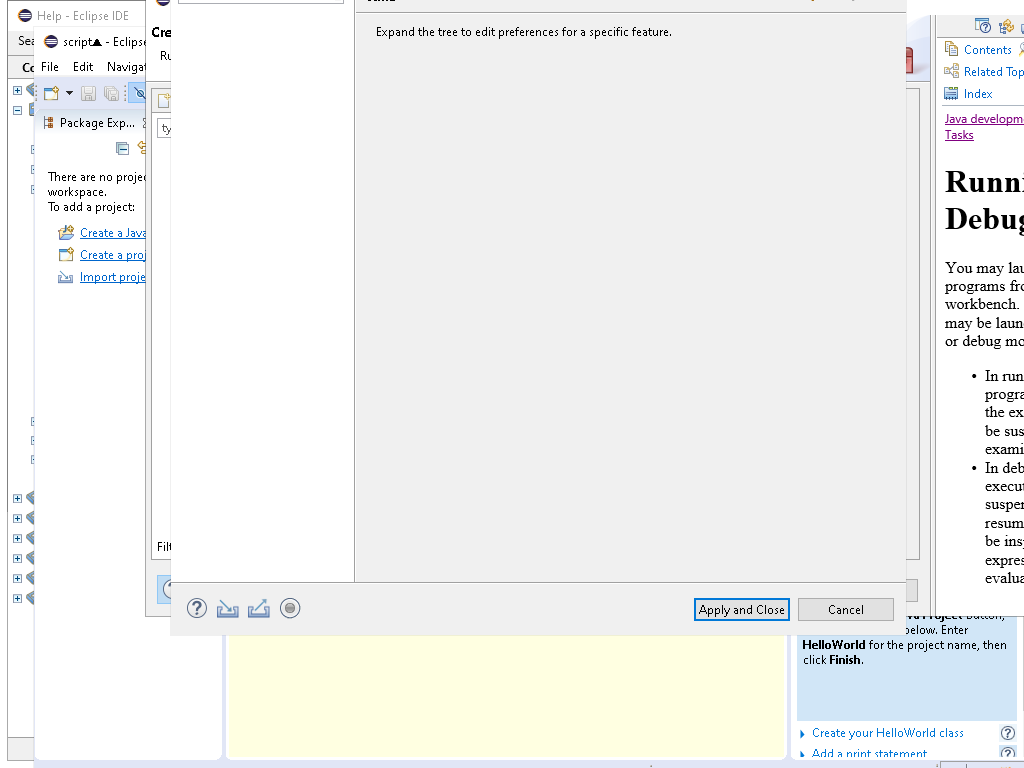 Help - Eclipse IDE
Sea
script▲ - Eclipse
File Edit Navigat
Co
Package Exp...
There are no proje
workspace.
To add a project:
Create a Java
Create a proj
Import proje
Cre
Ru
ty
Filt
Expand the tree to edit preferences for a specific feature.
Apply and Close
Cancel
Contents
Related Top
Index
Java developm
Tasks
Runni
Debug
You may lau
programs fro
workbench.
may be laun
or debug mo
• In run
progra
the ex
be sus
exami
• In deb
execut
susper
resum
be ins
expres
evalua
Project button,
below. Enter
HelloWorld for the project name, then
click Finish.
Create your HelloWorld class
Add a print statement